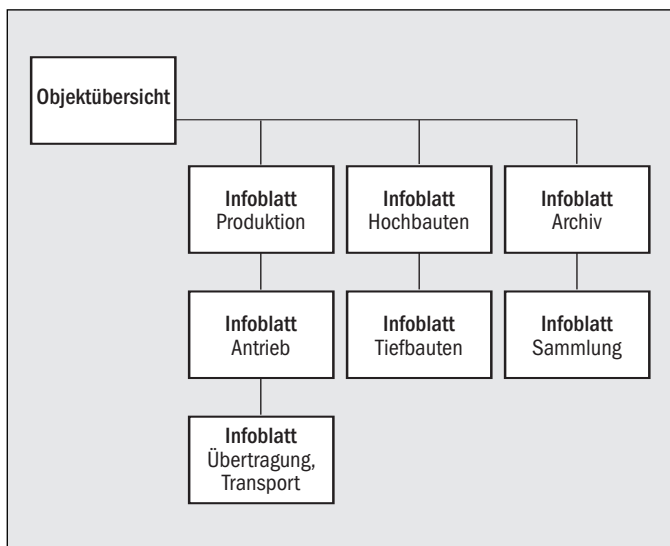 Objektübersicht
Infoblatt
Produktion
Infoblatt
Hochbauten
Infoblatt
Archiv
Infoblatt
Antrieb
Infoblatt
Tiefbauten
Infoblatt
Sammlung
Infoblatt
Übertragung,
Transport